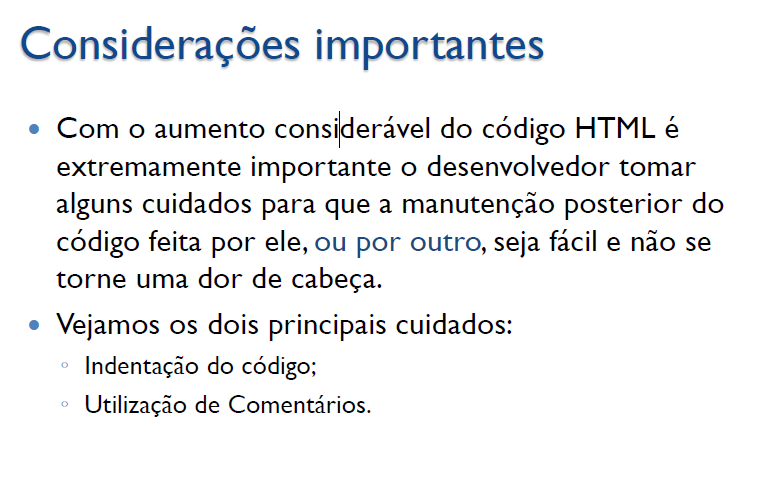 Considerações importantes
• Com o aumento considerável do código HTML é
extremamente importante o desenvolvedor tomar
alguns cuidados para que a manutenção posterior do
código feita por ele, ou por outro, seja fácil e não se
torne uma dor de cabeça.
• Vejamos os dois principais cuidados:
◦ Indentação do código;
◦ Utilização de Comentários.